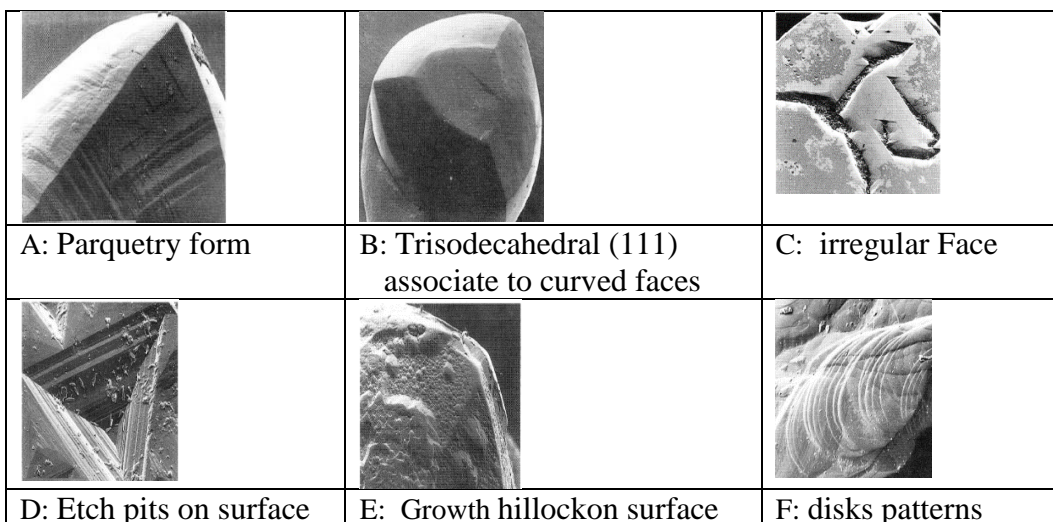 A: Parquetry form
B: Trisodecahedral (111)
associate to curved faces
C: irregular Face
D: Etch pits on surface
E: Growth hillockon surface
F: disks patterns